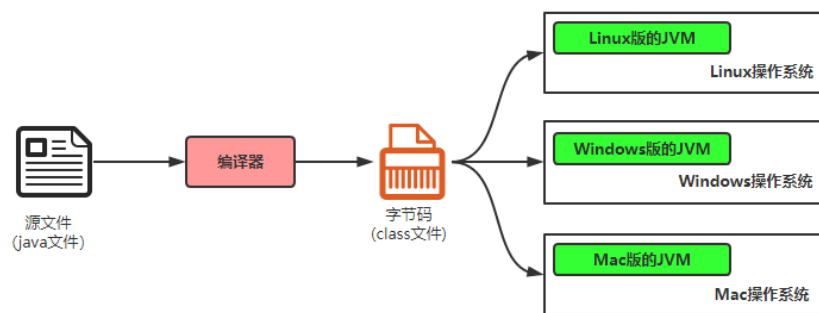 Linux版的JVM
Linux操作系统
编译器
Windows版的JVM
Windows操作系统
源文件
(java文件)
字节码
(class文件)
Mac版的JVM
Mac操作系统